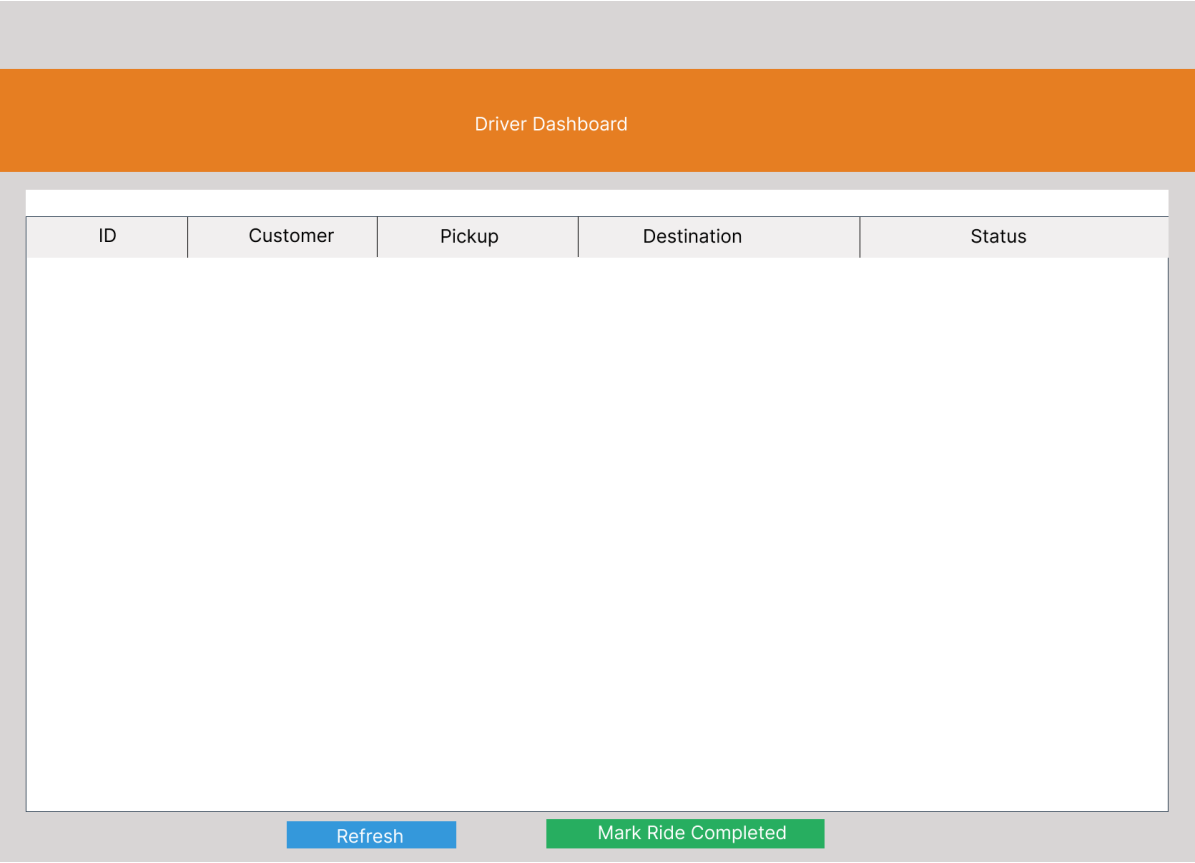 Driver Dashboard
ID Customer Pickup Destination Status
Refresh Mark Ride Completed